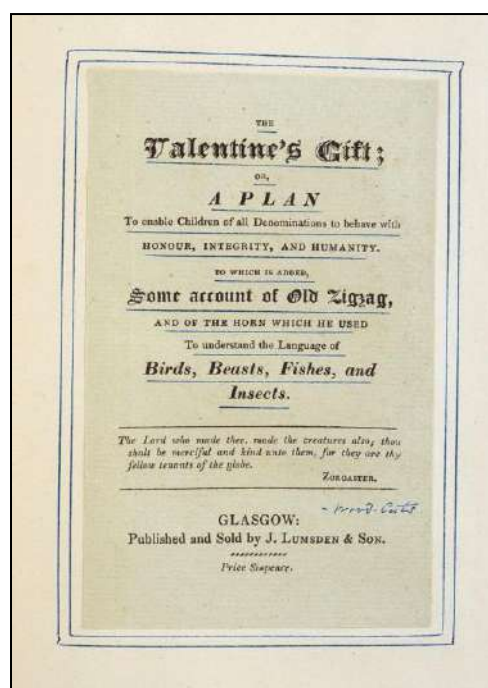 THE
Valentine's Gift;
OR,
A PLAN
To enable Children of all Denominations to behave with
HONOUR, INTEGRITY, AND HUMANITY.
TO WHICH IS ADDED,
Some account of Old Zigzag,
AND OF THE HORN WHICH HE USED
To understand the Language of
Birds, Beasts, Fishes, and
Insects.
The Lord who made thee, made the creatures also; thou
shalt be merciful and kind unto them, for they are thy
fellow tenants of the globe.
ZOROASTER.
GLASGOW:
Published and Sold by J. LUMSDEN & SON.
Price Sixpence.